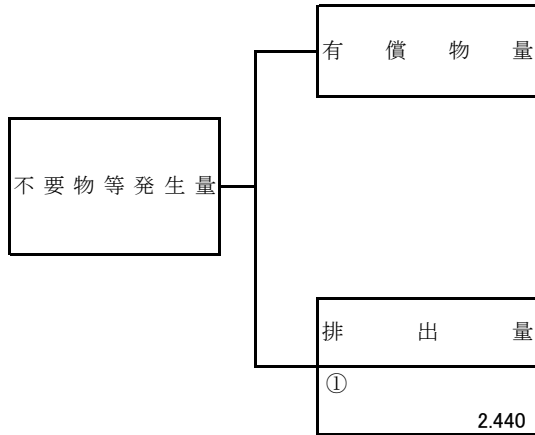 有償物量
不要物等発生量
排出量
①
2.440